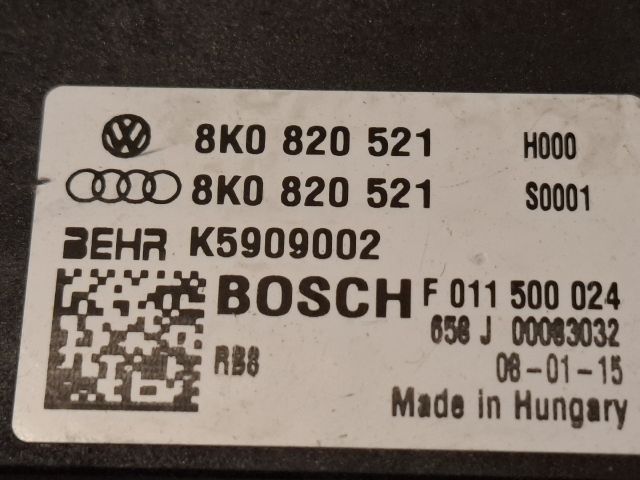 8K0 820 521 H000
8K0 820 521 S0001
BEHR K5909002
BOSCH F 011 500 024
658 J 00083032
RB8
08-01-15
Made in Hungary